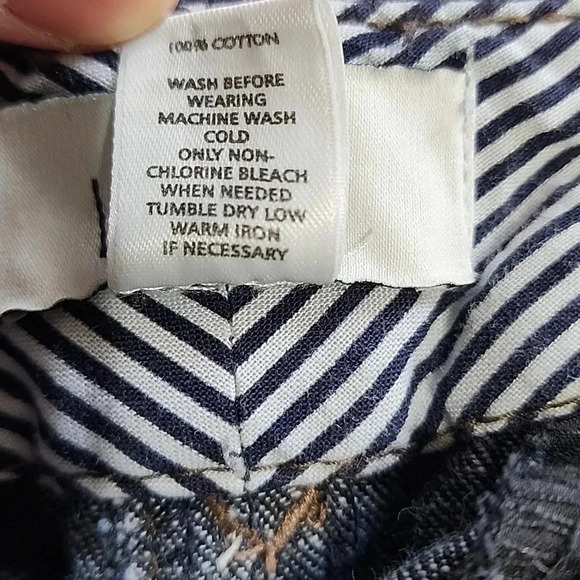 100% COTTON
WASH BEFORE
WEARING
MACHINE WASH
COLD
ONLY NON-
CHLORINE BLEACH
WHEN NEEDED
TUMBLE DRY LOW
WARM IRON
IF NECESSARY